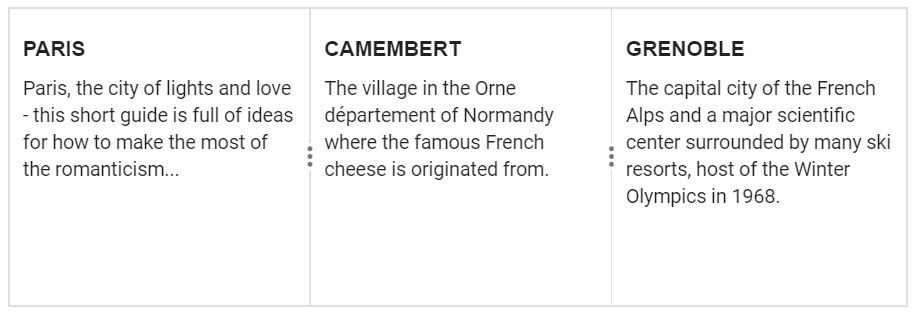 PARIS
Paris, the city of lights and love
- this short guide is full of ideas
for how to make the most of
the romanticism...
CAMEMBERT
The village in the Orne
département of Normandy
where the famous French
cheese is originated from.
GRENOBLE
The capital city of the French
Alps and a major scientific
center surrounded by many ski
resorts, host of the Winter
Olympics in 1968.